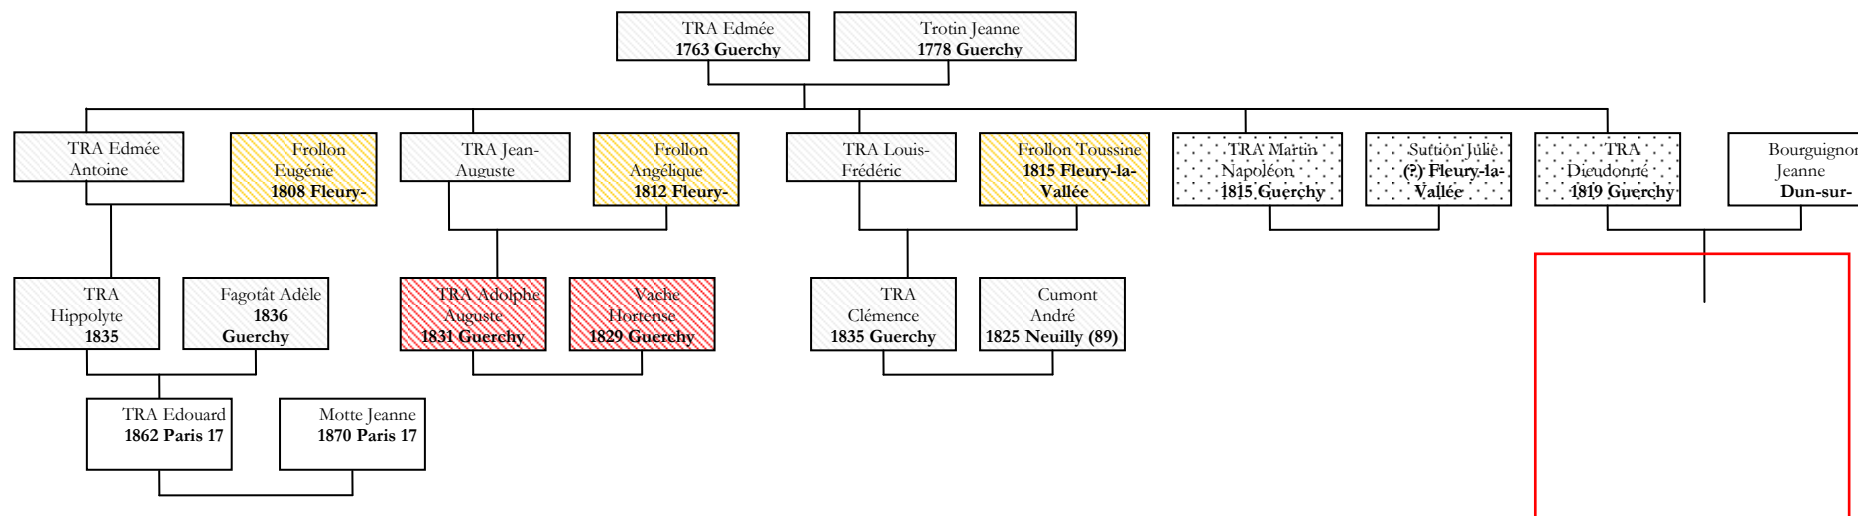 TRA Edmée
1763 Guerchy
Trotin Jeanne
1778 Guerchy
TRA Edmée
Antoine
Frollon
Eugénie
1808 Fleury-
TRA Jean-
Auguste
Frollon
Angélique
1812 Fleury-
TRA Louis-
Frédéric
Frollon Toussine
1815 Fleury-la-
Vallée
TRA Martin
Napoléon
1815 Guerchy
Suttion Julie
(?) Fleury-la-
Vallée
TRA
Dieudonné
1819 Guerchy
Bourguignon
Jeanne
Dun-sur-
TRA
Hippolyte
1835
Fagotât Adèle
1836
Guerchy
TRA Adolphe
Auguste
1831 Guerchy
Vache
Hortense
1829 Guerchy
TRA
Clémence
1835 Guerchy
Cumont
André
1825 Neuilly (89)
TRA Edouard
1862 Paris 17
Motte Jeanne
1870 Paris 17